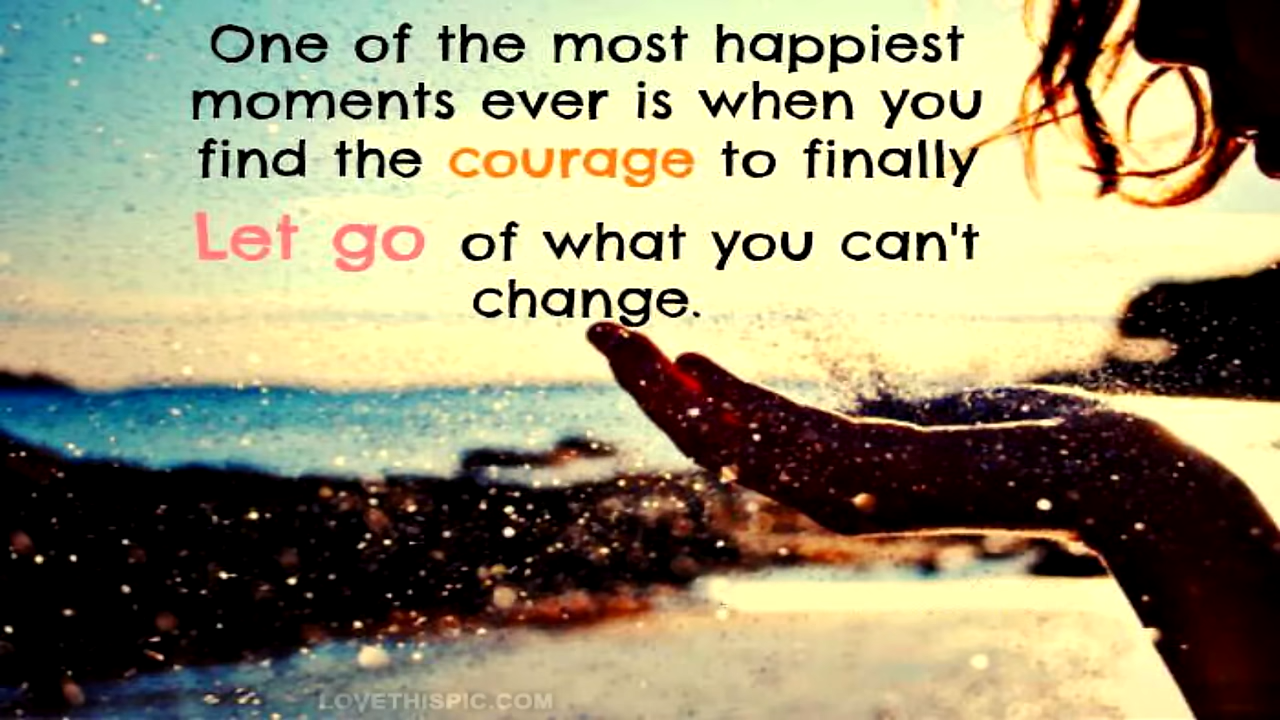 One of the most happiest
moments ever is when you
find the courage to finally
Let go of what you can't
change.
LOVETHISPIC.COM